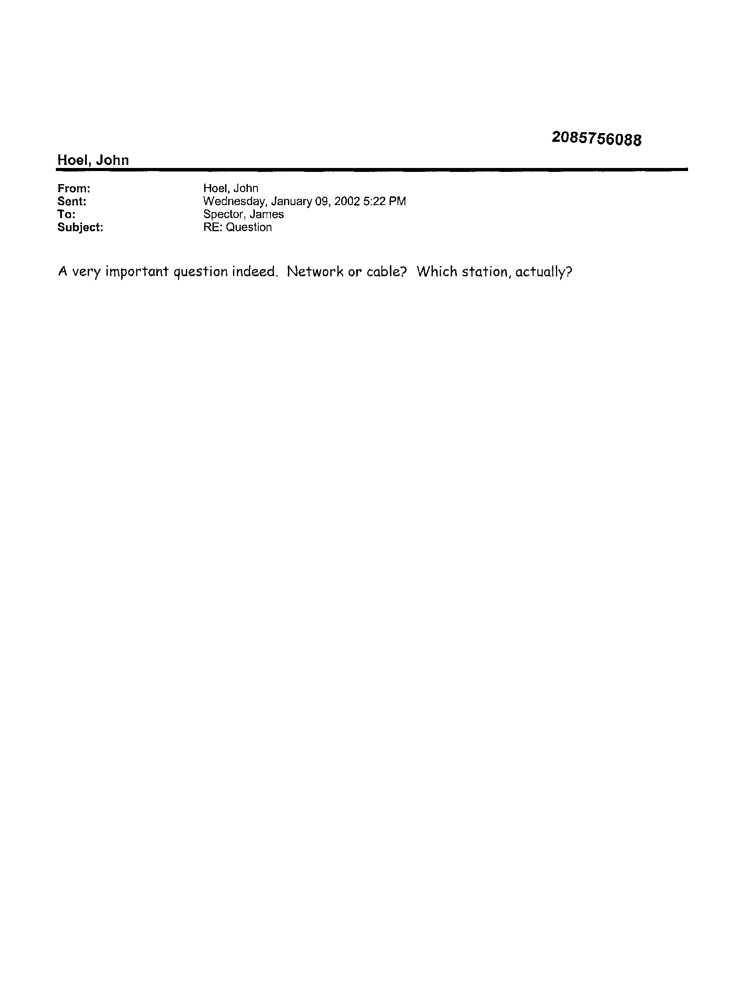 2085756088
Hoel, John
From: Hoel, John
Sent: Wednesday, January 09, 2002 5:22 PM
To: Spector, James
Subject: RE: Question
A very important question indeed. Network or cable? Which station, actually?